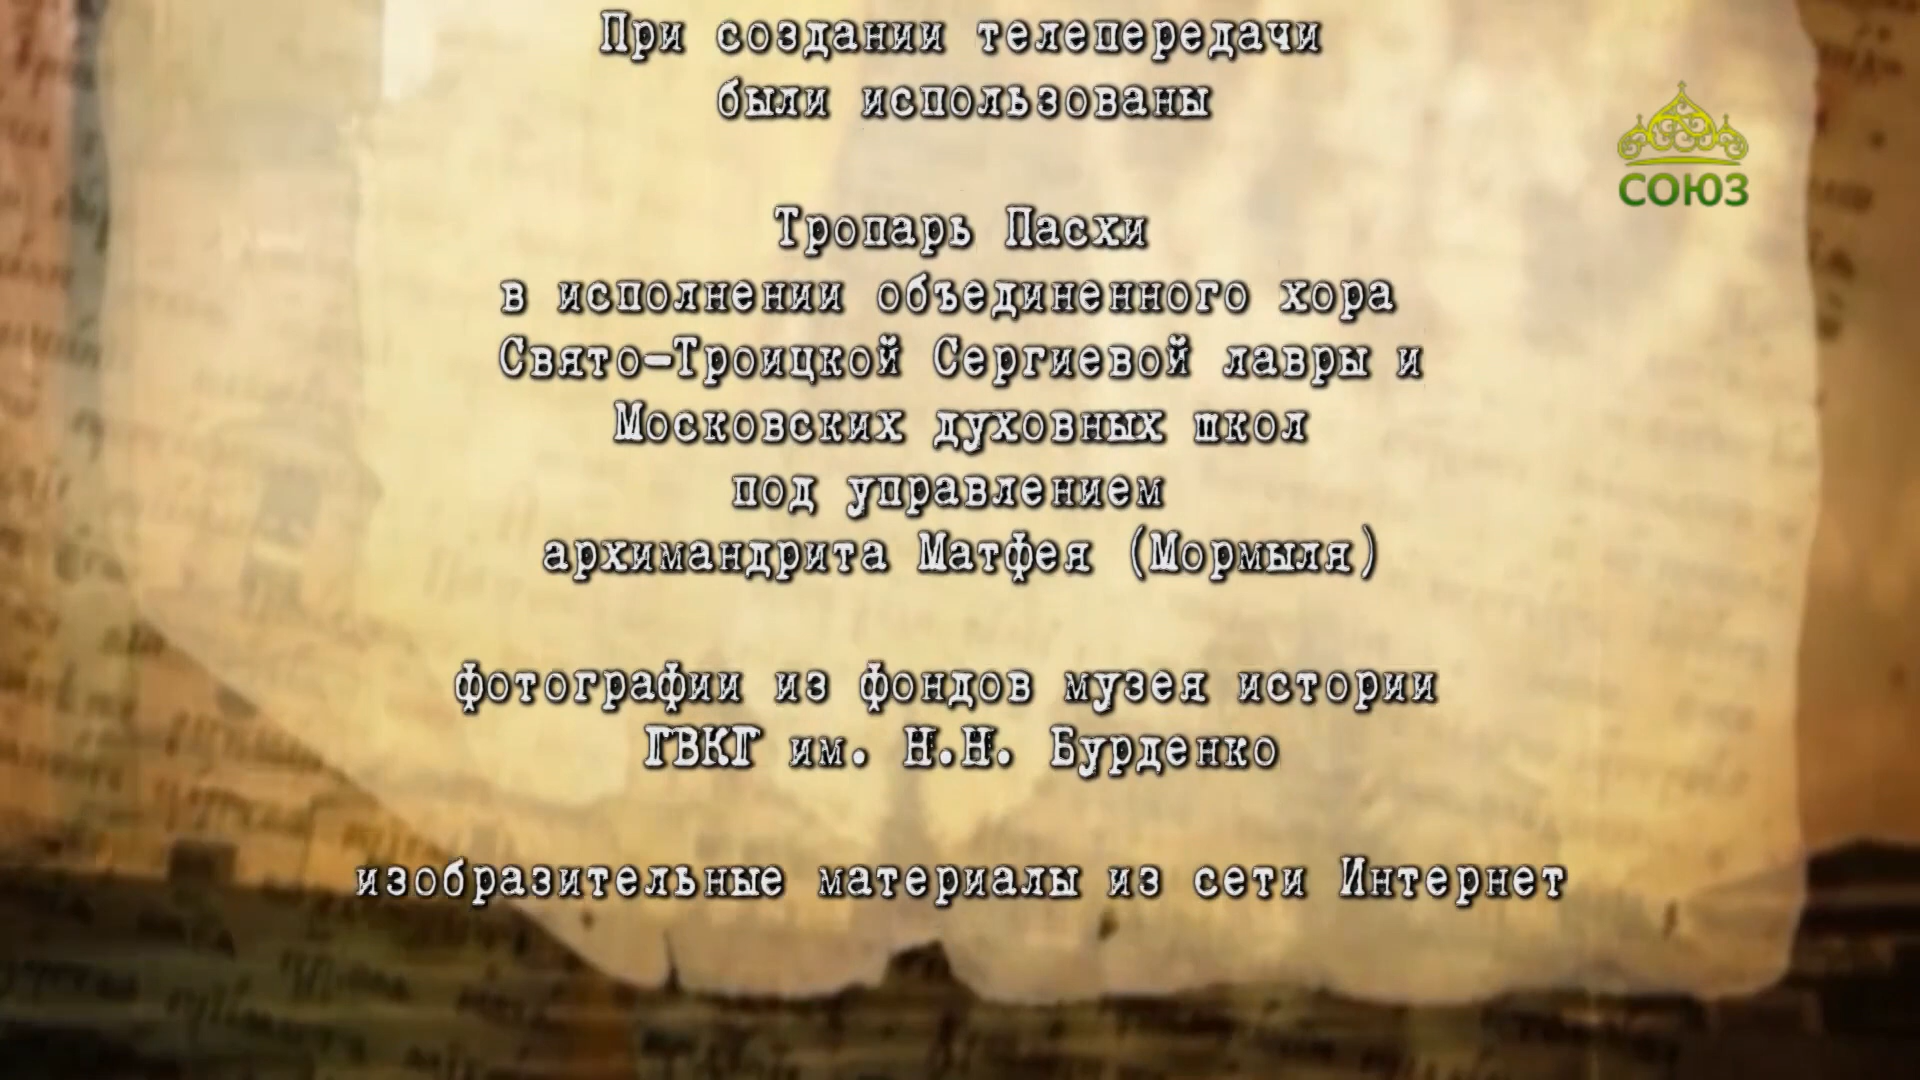 При создании телепередачи
были использованы
СОЮЗ
Тропарь Пасхи
в исполнении объединенного хора
Свято-Троицкой Сергиевой лавры и
Московских духовных школ
под управлением
архимандрита Матфея (Мормыля)
фотографии из фондов музея истории
ГВКГ им. Н.Н. Бурденко
изобразительные материалы из сети Интернет